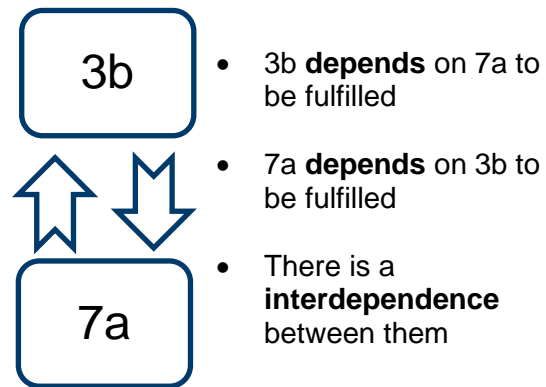 3b
• 3b depends on 7a to
be fulfilled
• 7a depends on 3b to
be fulfilled
• There is a
interdependence
between them
7a